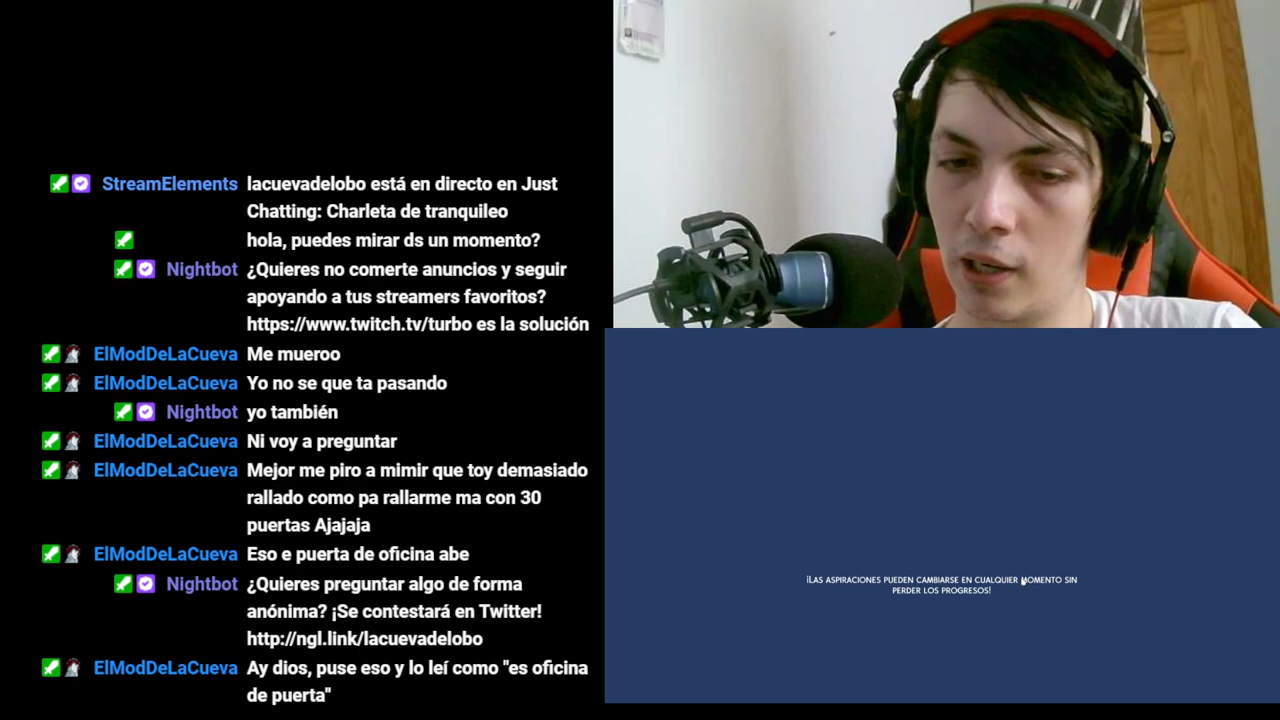 StreamElements lacuevadelobo está en directo en Just
Chatting: Charleta de tranquileo
hola, puedes mirar ds un momento?
Nightbot ¿Quieres no comerte anuncios y seguir
apoyando a tus streamers favoritos?
https://www.twitch.tv/turbo es la solución
ElModDeLaCueva Me mueroo
ElModDeLaCueva Yo no se que ta pasando
Nightbot yo también
ElModDeLaCueva Ni voy a preguntar
ElModDeLaCueva Mejor me piro a mimir que toy demasiado
rallado como pa rallarme ma con 30
puertas Ajajaja
ElModDeLaCueva Eso e puerta de oficina abe
Nightbot ¿Quieres preguntar algo de forma
anónima? ¡Se contestará en Twitter!
http://ngl.link/lacuevadelobo
ElModDeLaCueva Ay dios, puse eso y lo leí como "es oficina
de puerta"
¡LAS ASPIRACIONES PUEDEN CAMBIARSE EN CUALQUIER MOMENTO SIN
PERDER LOS PROGRESOS!